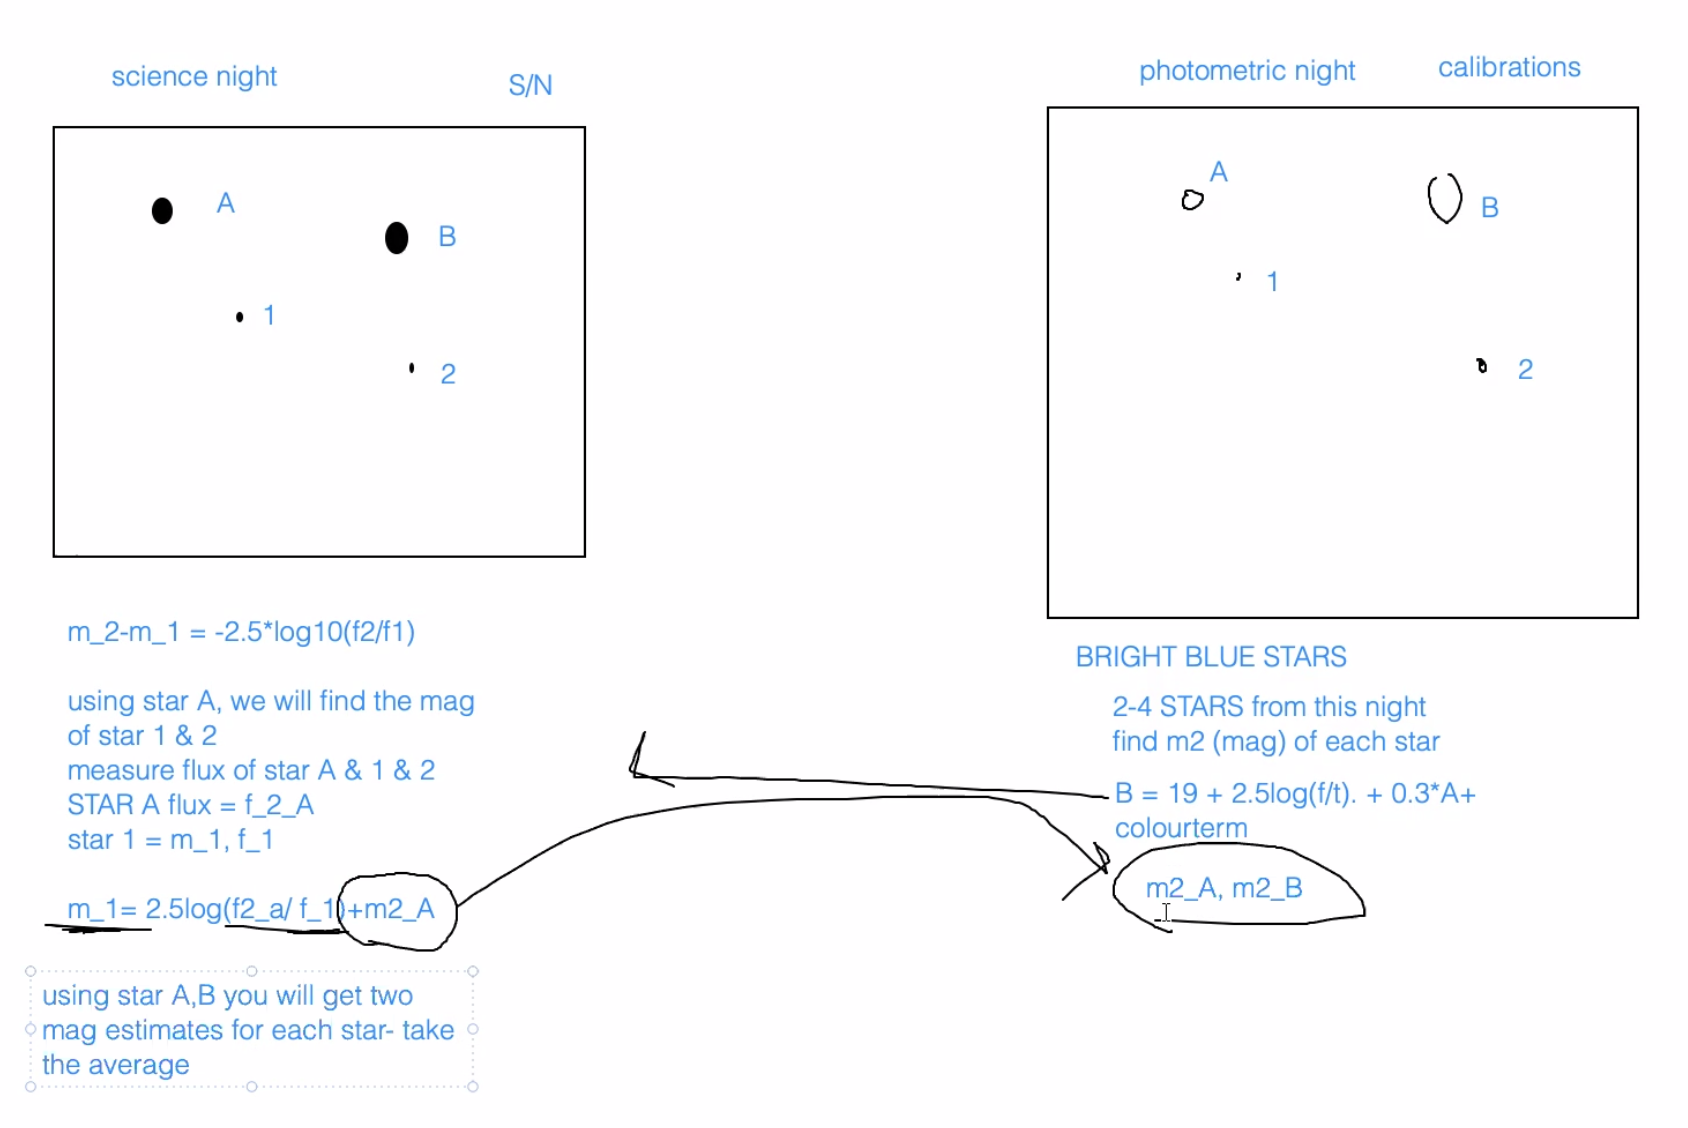 science night
S/N
A
B
1
2
m_2-m_1 = -2.5*log10(f2/f1)
using star A, we will find the mag
of star 1 & 2
measure flux of star A & 1 & 2
STAR A flux = f_2_A
star 1 = m_1, f_1
m_1= 2.5log(f2_a/ f_1)+m2_A
using star A,B you will get two
mag estimates for each star- take
the average
photometric night
calibrations
A
B
1
2
BRIGHT BLUE STARS
2-4 STARS from this night
find m2 (mag) of each star
B = 19 + 2.5log(f/t). + 0.3*A+
colourterm
m2_A, m2_B